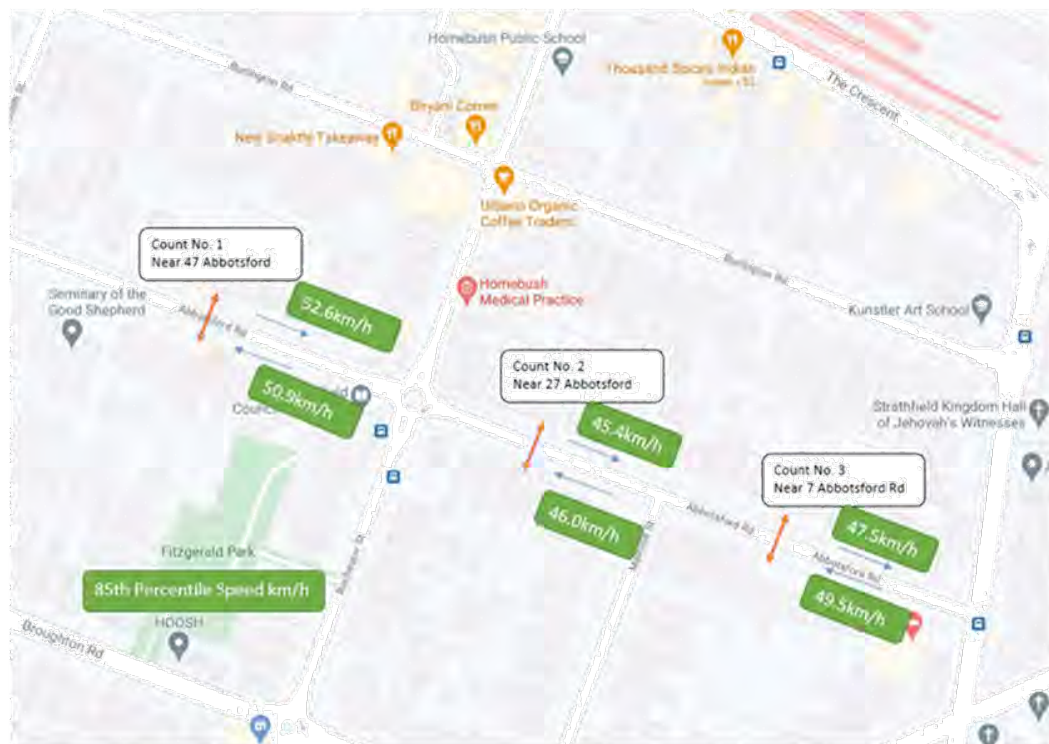 Homebush Public School
Thousand Spices Indian
The Crescent
Burlington Rd
Biryani Corner
New Shakthi Takeaway
Urbano Organic
Coffee Traders
Count No. 1
Near 47 Abbotsford
Homebush
Medical Practice
Burlington Rd
Seminary of the
Good Shepherd
52.6km/h
Kunstler Art School
Abbotsford Rd
Count No. 2
Near 27 Abbotsford
50.9km/h
Strathfield Kingdom Hall
of Jehovah's Witnesses
45.4km/h
Count No. 3
Near 7 Abbotsford Rd
46.0km/h
Abbotsford Rd
47.5km/h
Fitzgerald Park
Abbotsford Rd
85th Percentile Speed km/h
49.5km/h
HOOSH
Broughton Rd